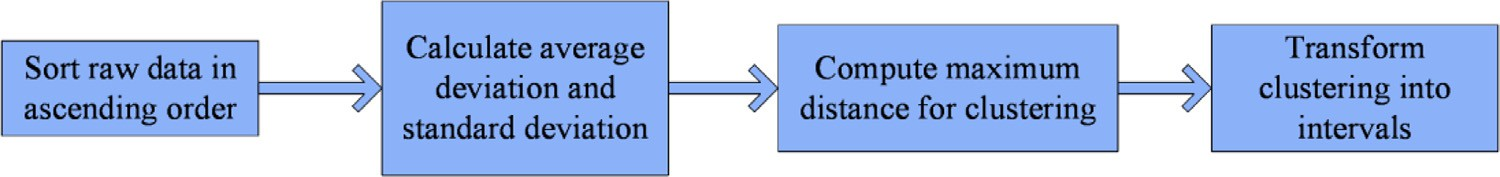 Sort raw data in
ascending order
Calculate average
deviation and
standard deviation
Compute maximum
distance for clustering
Transform
clustering into
intervals